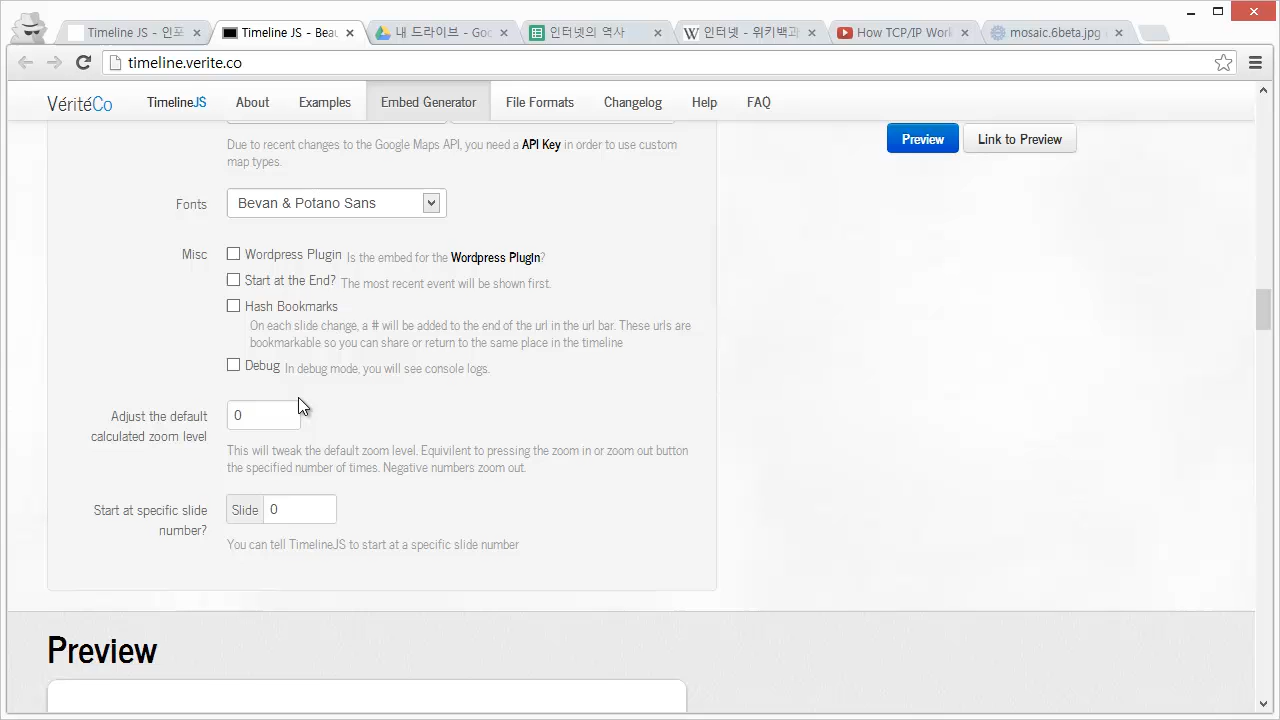 Timeline JS - 인포
Timeline JS - Beau
내 드라이브 - Goo
인터넷의 역사
인터넷 - 위키백과
How TCP/IP Work
mosaic.6beta.jpg
timeline.verite.co
VéritéCo
TimelineJS
About
Examples
Embed Generator
File Formats
Changelog
Help
FAQ
Preview
Link to Preview
Due to recent changes to the Google Maps API, you need a API Key in order to use custom
map types.
Fonts
Bevan & Potano Sans
Misc
Wordpress Plugin Is the embed for the Wordpress Plugin?
Start at the End? The most recent event will be shown first.
Hash Bookmarks
On each slide change, a # will be added to the end of the url in the url bar. These urls are
bookmarkable so you can share or return to the same place in the timeline
Debug In debug mode, you will see console logs.
Adjust the default
calculated zoom level
0
This will tweak the default zoom level. Equivilent to pressing the zoom in or zoom out button
the specified number of times. Negative numbers zoom out.
Start at specific slide
number?
Slide 0
You can tell TimelineJS to start at a specific slide number
Preview